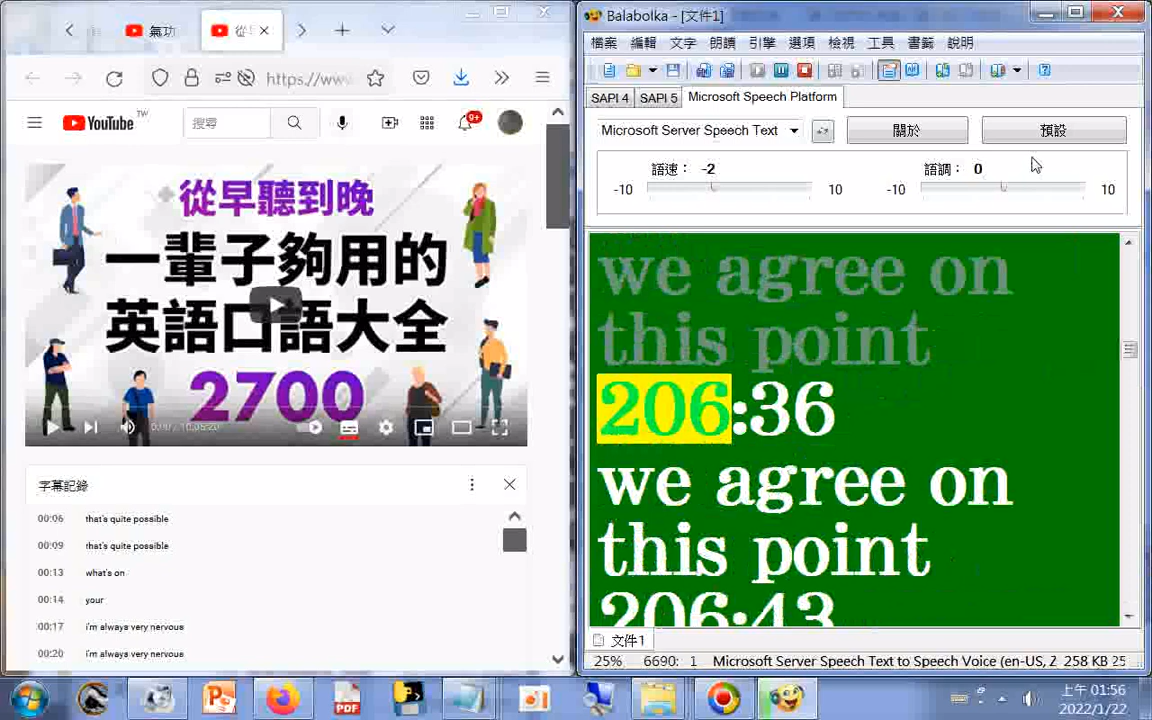 氣功
https://www
YouTube TW
搜尋
9+
從早聽到晚
一輩子夠用的
英語口語大全
2700
字幕記錄
00:06 that's quite possible
00:09 that's quite possible
00:13 what's on
00:14 your
00:17 i'm always very nervous
00:20 i'm always very nervous
Balabolka - [文件1]
檔案 編輯 文字 朗讀 引擎 選項 檢視 工具 書籤 說明
SAPI 4 SAPI 5 Microsoft Speech Platform
Microsoft Server Speech Text 關於 預設
語速： -2 語調： 0
-10 10 -10 10
we agree on
this point
206:36
we agree on
this point
206:43
文件1
25% 6690: 1 Microsoft Server Speech Text to Speech Voice (en-US, 2 258 KB 25
PDF
上午 01:56
2022/1/22